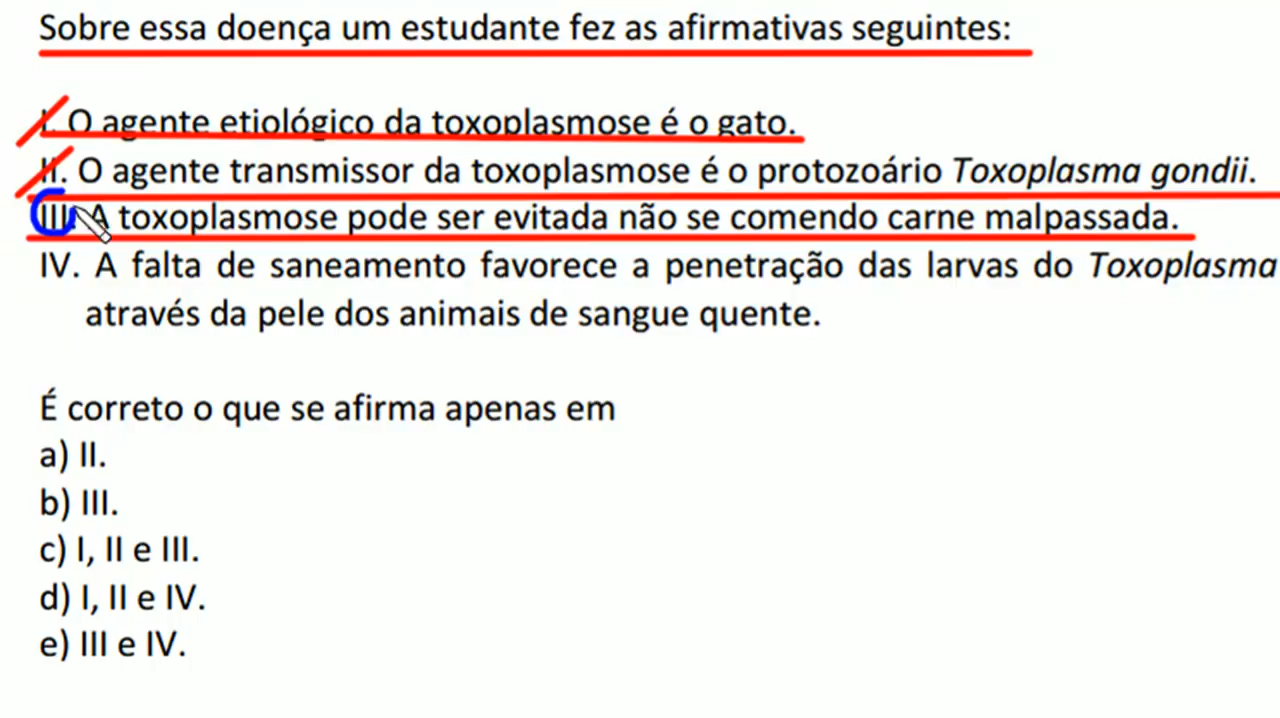 Sobre essa doença um estudante fez as afirmativas seguintes:
I. O agente etiológico da toxoplasmose é o gato.
II. O agente transmissor da toxoplasmose é o protozoário Toxoplasma gondii.
III. A toxoplasmose pode ser evitada não se comendo carne malpassada.
IV. A falta de saneamento favorece a penetração das larvas do Toxoplasma
através da pele dos animais de sangue quente.
É correto o que se afirma apenas em
a) II.
b) III.
c) I, II e III.
d) I, II e IV.
e) III e IV.